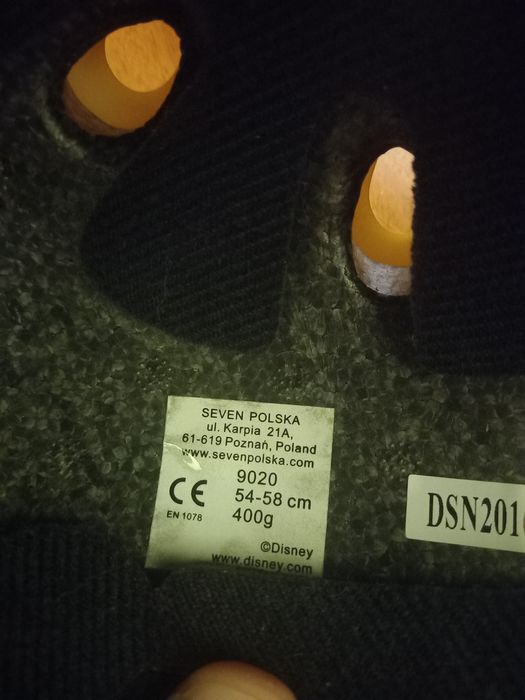 SEVEN POLSKA
ul. Karpia 21A,
61-619 Poznań, Poland
www.sevenpolska.com
9020
CE 54-58 cm
EN 1078 400g
©Disney
www.disney.com
DSN201